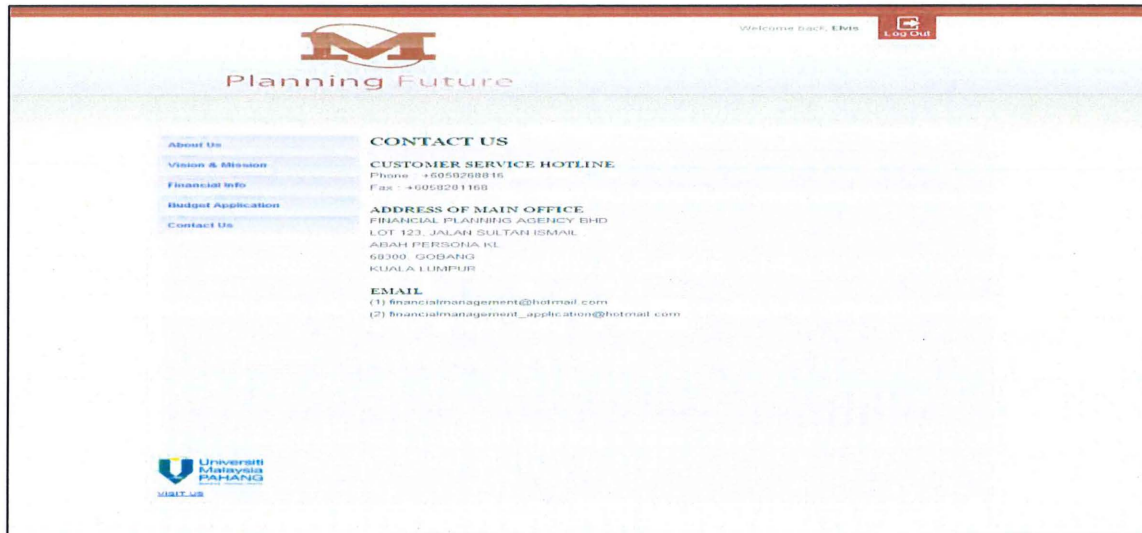 Welcome back, Elvis
Log Out
M
Planning Future
About Us
Vision & Mission
Financial Info
Budget Application
Contact Us
CONTACT US
CUSTOMER SERVICE HOTLINE
Phone : +6058268816
Fax : +6058281168
ADDRESS OF MAIN OFFICE
FINANCIAL PLANNING AGENCY BHD
LOT 123, JALAN SULTAN ISMAIL
ABAH PERSONA KL
68300, GOBANG
KUALA LUMPUR
EMAIL
(1) financialmanagement@hotmail.com
(2) financialmanagement_application@hotmail.com
Universiti
Malaysia
PAHANG
VISIT US